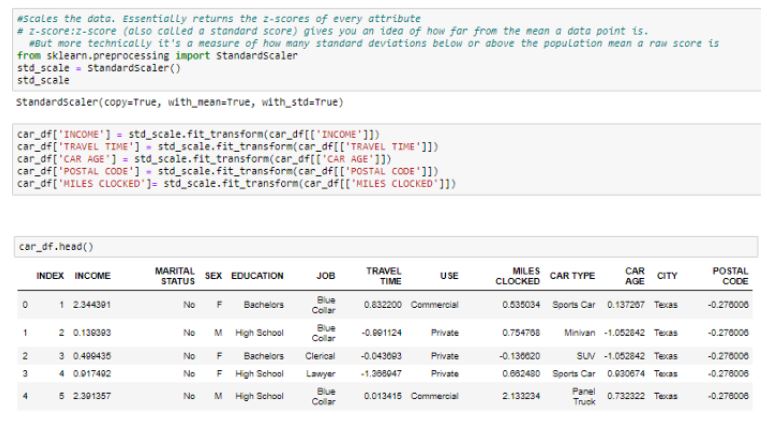 #Scales the data. Essentially returns the z-scores of every attribute
# z-score:z-score (also called a standard score) gives you an idea of how far from the mean a data point is.
#But more technically it's a measure of how many standard deviations below or above the population mean a raw score is
from sklearn.preprocessing import StandardScaler
std_scale = StandardScaler()
std_scale
StandardScaler(copy=True, with_mean=True, with_std=True)
car_df['INCOME'] = std_scale.fit_transform(car_df[['INCOME']])
car_df['TRAVEL TIME'] = std_scale.fit_transform(car_df[['TRAVEL TIME']])
car_df['CAR AGE'] = std_scale.fit_transform(car_df[['CAR AGE']])
car_df['POSTAL CODE'] = std_scale.fit_transform(car_df[['POSTAL CODE']])
car_df['MILES CLOCKED']= std_scale.fit_transform(car_df[['MILES CLOCKED']])
car_df.head()
INDEX INCOME MARITAL STATUS SEX EDUCATION JOB TRAVEL TIME USE MILES CLOCKED CAR TYPE CAR AGE CITY POSTAL CODE
0 1 2.344391 No F Bachelors Blue Collar 0.832200 Commercial 0.535034 Sports Car 0.137267 Texas -0.276006
1 2 0.139393 No M High School Blue Collar -0.991124 Private 0.754768 Minivan -1.052842 Texas -0.276006
2 3 0.499435 No F Bachelors Clerical -0.043693 Private -0.136620 SUV -1.052842 Texas -0.276006
3 4 0.917492 No F High School Lawyer -1.366947 Private 0.662480 Sports Car 0.930674 Texas -0.276006
4 5 2.391357 No M High School Blue Collar 0.013415 Commercial 2.133234 Panel Truck 0.732322 Texas -0.276006